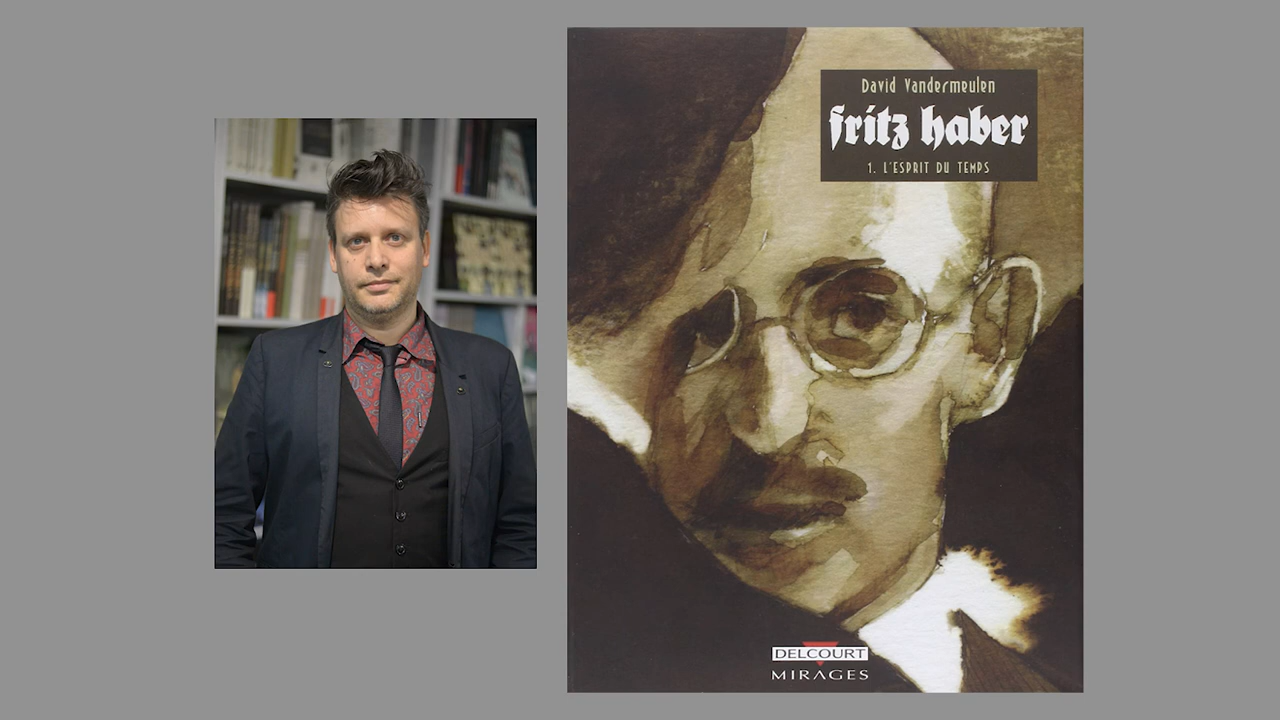 David Vandermeulen
fritz haber
1. L'ESPRIT DU TEMPS
DELCOURT
MIRAGES